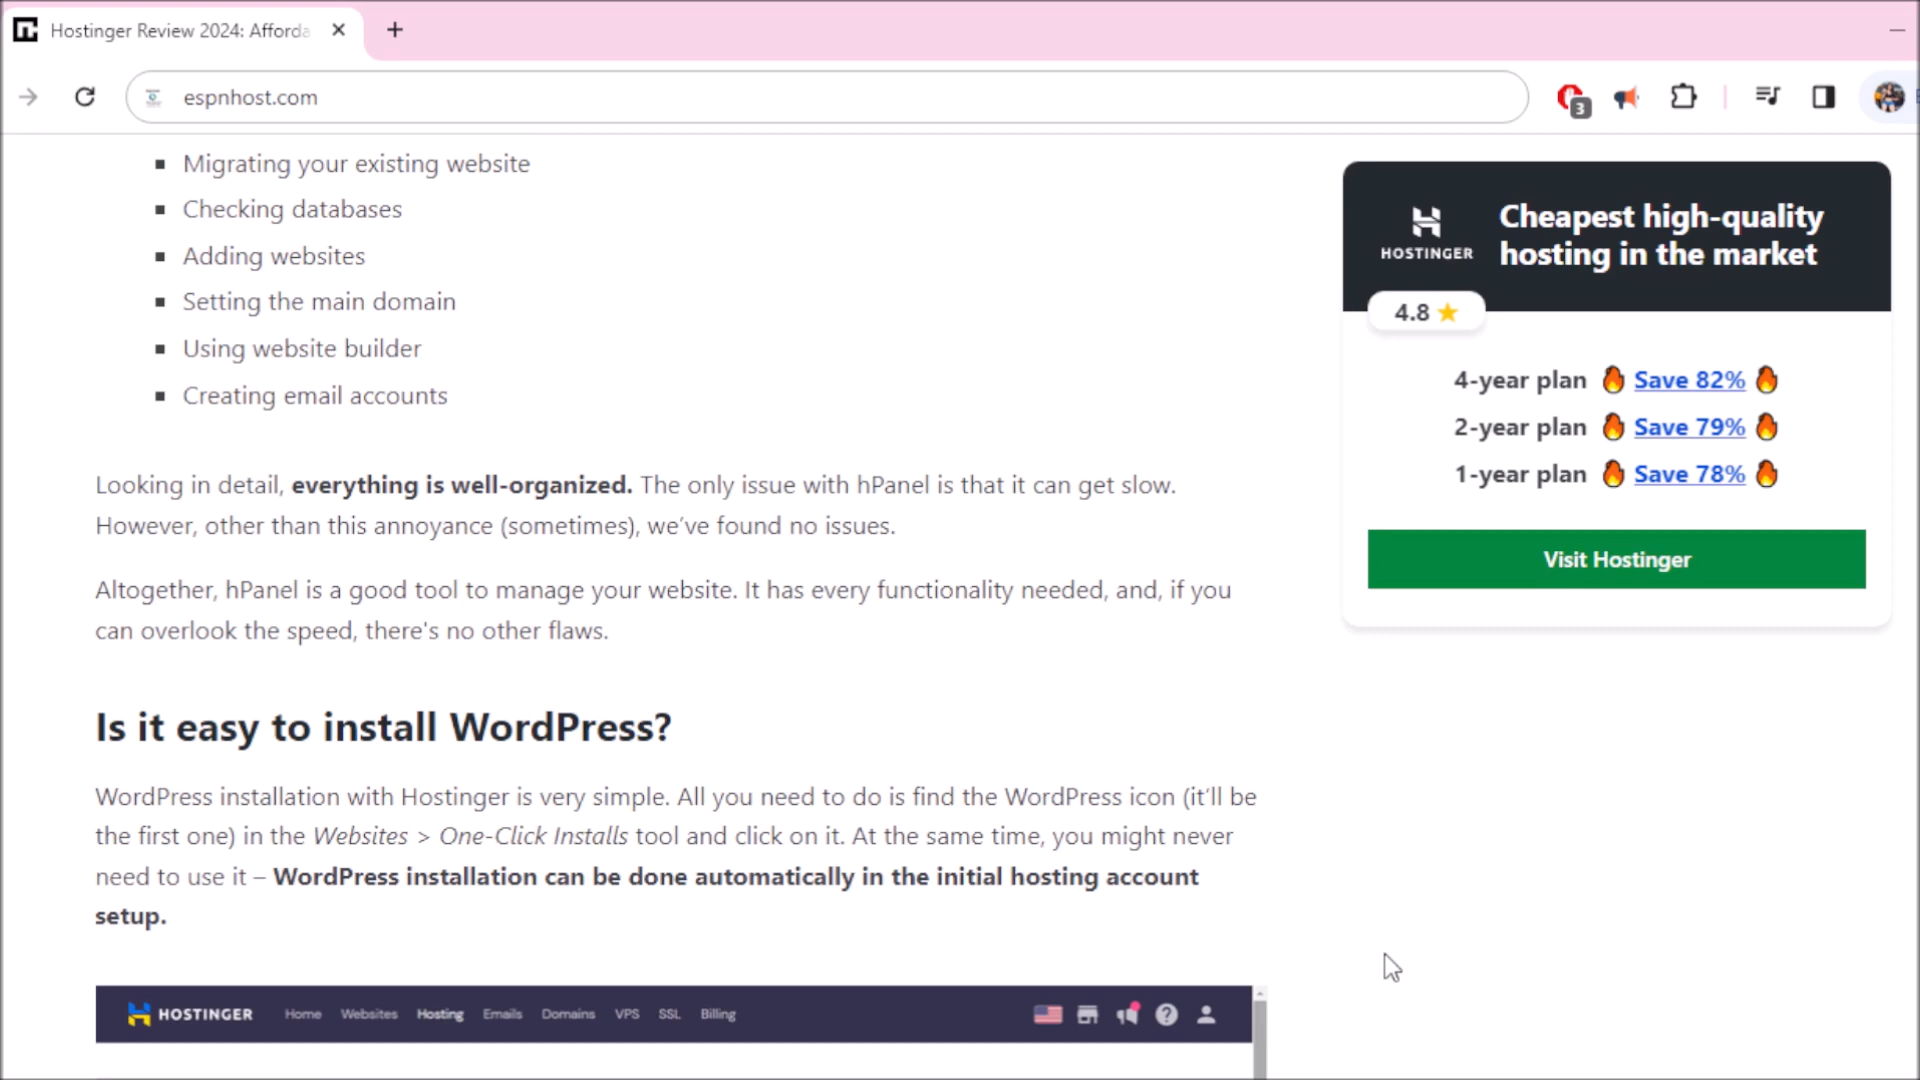 Hostinger Review 2024: Afforda
espnhost.com
3
Migrating your existing website
Checking databases
Adding websites
Setting the main domain
Using website builder
Creating email accounts
Looking in detail, everything is well-organized. The only issue with hPanel is that it can get slow.
However, other than this annoyance (sometimes), we’ve found no issues.
Altogether, hPanel is a good tool to manage your website. It has every functionality needed, and, if you
can overlook the speed, there's no other flaws.
Is it easy to install WordPress?
WordPress installation with Hostinger is very simple. All you need to do is find the WordPress icon (it’ll be
the first one) in the Websites > One-Click Installs tool and click on it. At the same time, you might never
need to use it – WordPress installation can be done automatically in the initial hosting account
setup.
HOSTINGER Home Websites Hosting Emails Domains VPS SSL Billing
HOSTINGER
Cheapest high-quality
hosting in the market
4.8
4-year plan Save 82%
2-year plan Save 79%
1-year plan Save 78%
Visit Hostinger